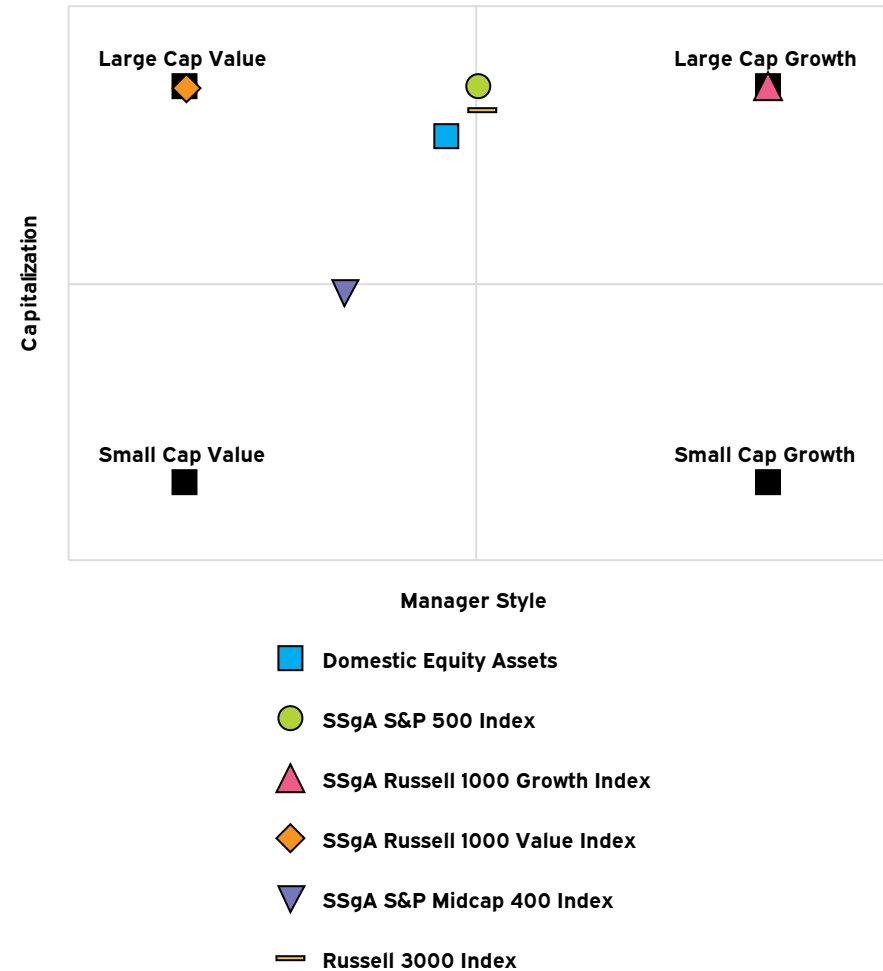 Large Cap Value
Large Cap Growth
Capitalization
Small Cap Value
Small Cap Growth
Manager Style
Domestic Equity Assets
SSgA S&P 500 Index
SSgA Russell 1000 Growth Index
SSgA Russell 1000 Value Index
SSgA S&P Midcap 400 Index
Russell 3000 Index